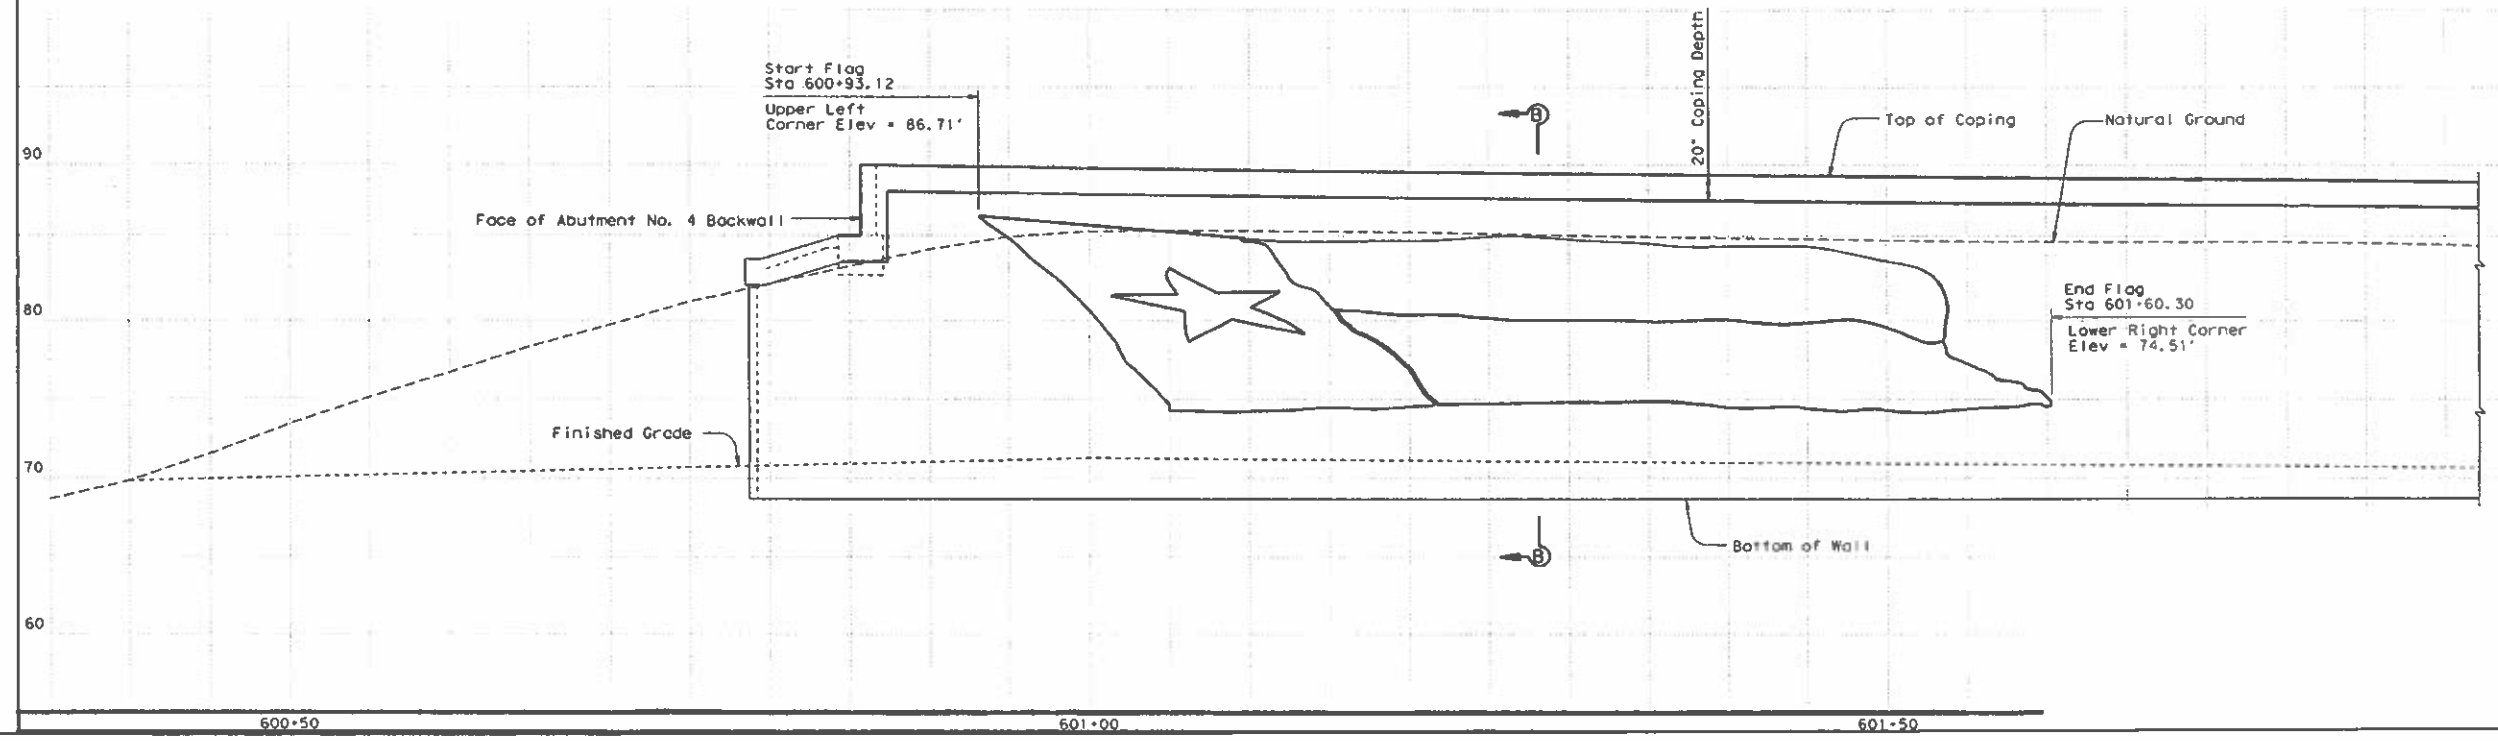 Start Flag
Sta 600+93.12
Upper Left
Corner Elev = 86.71'
20" Coping Depth
B
Top of Coping
Natural Ground
90
Face of Abutment No. 4 Backwall
End Flag
Sta 601+60.30
Lower Right Corner
Elev = 74.51'
80
Finished Grade
70
B
Bottom of Wall
60
600+50
601+00
601+50